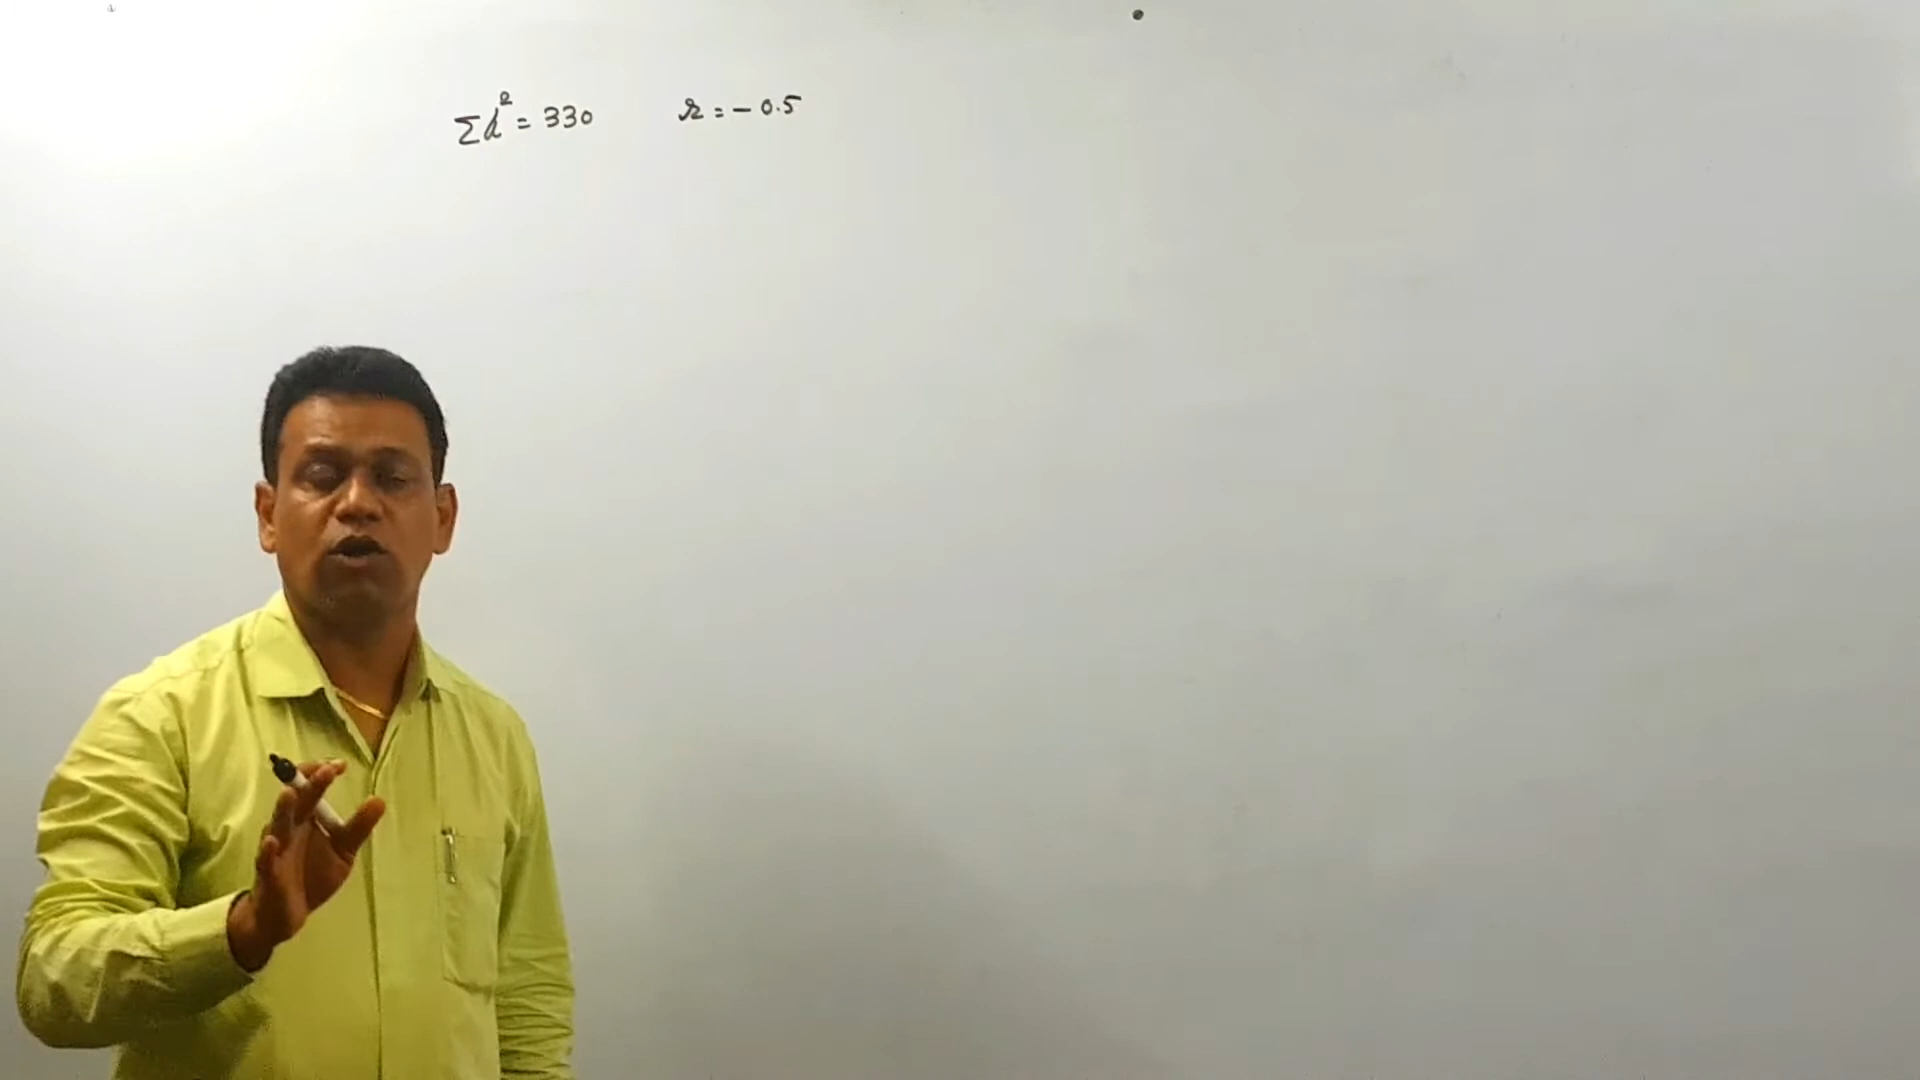 Σd² = 330 r = - 0.5